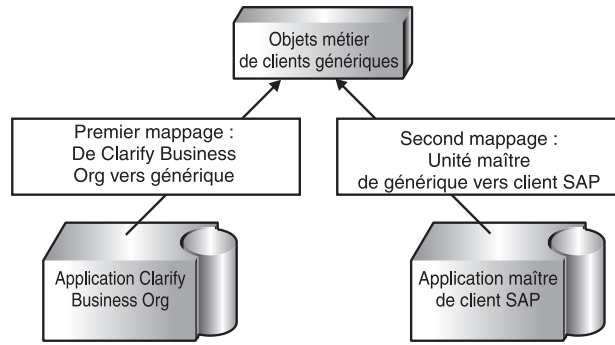 Objets métier
de clients génériques
Premier mappage :
De Clarify Business
Org vers générique
Second mappage :
Unité maître
de générique vers client SAP
Application Clarify
Business Org
Application maître
de client SAP